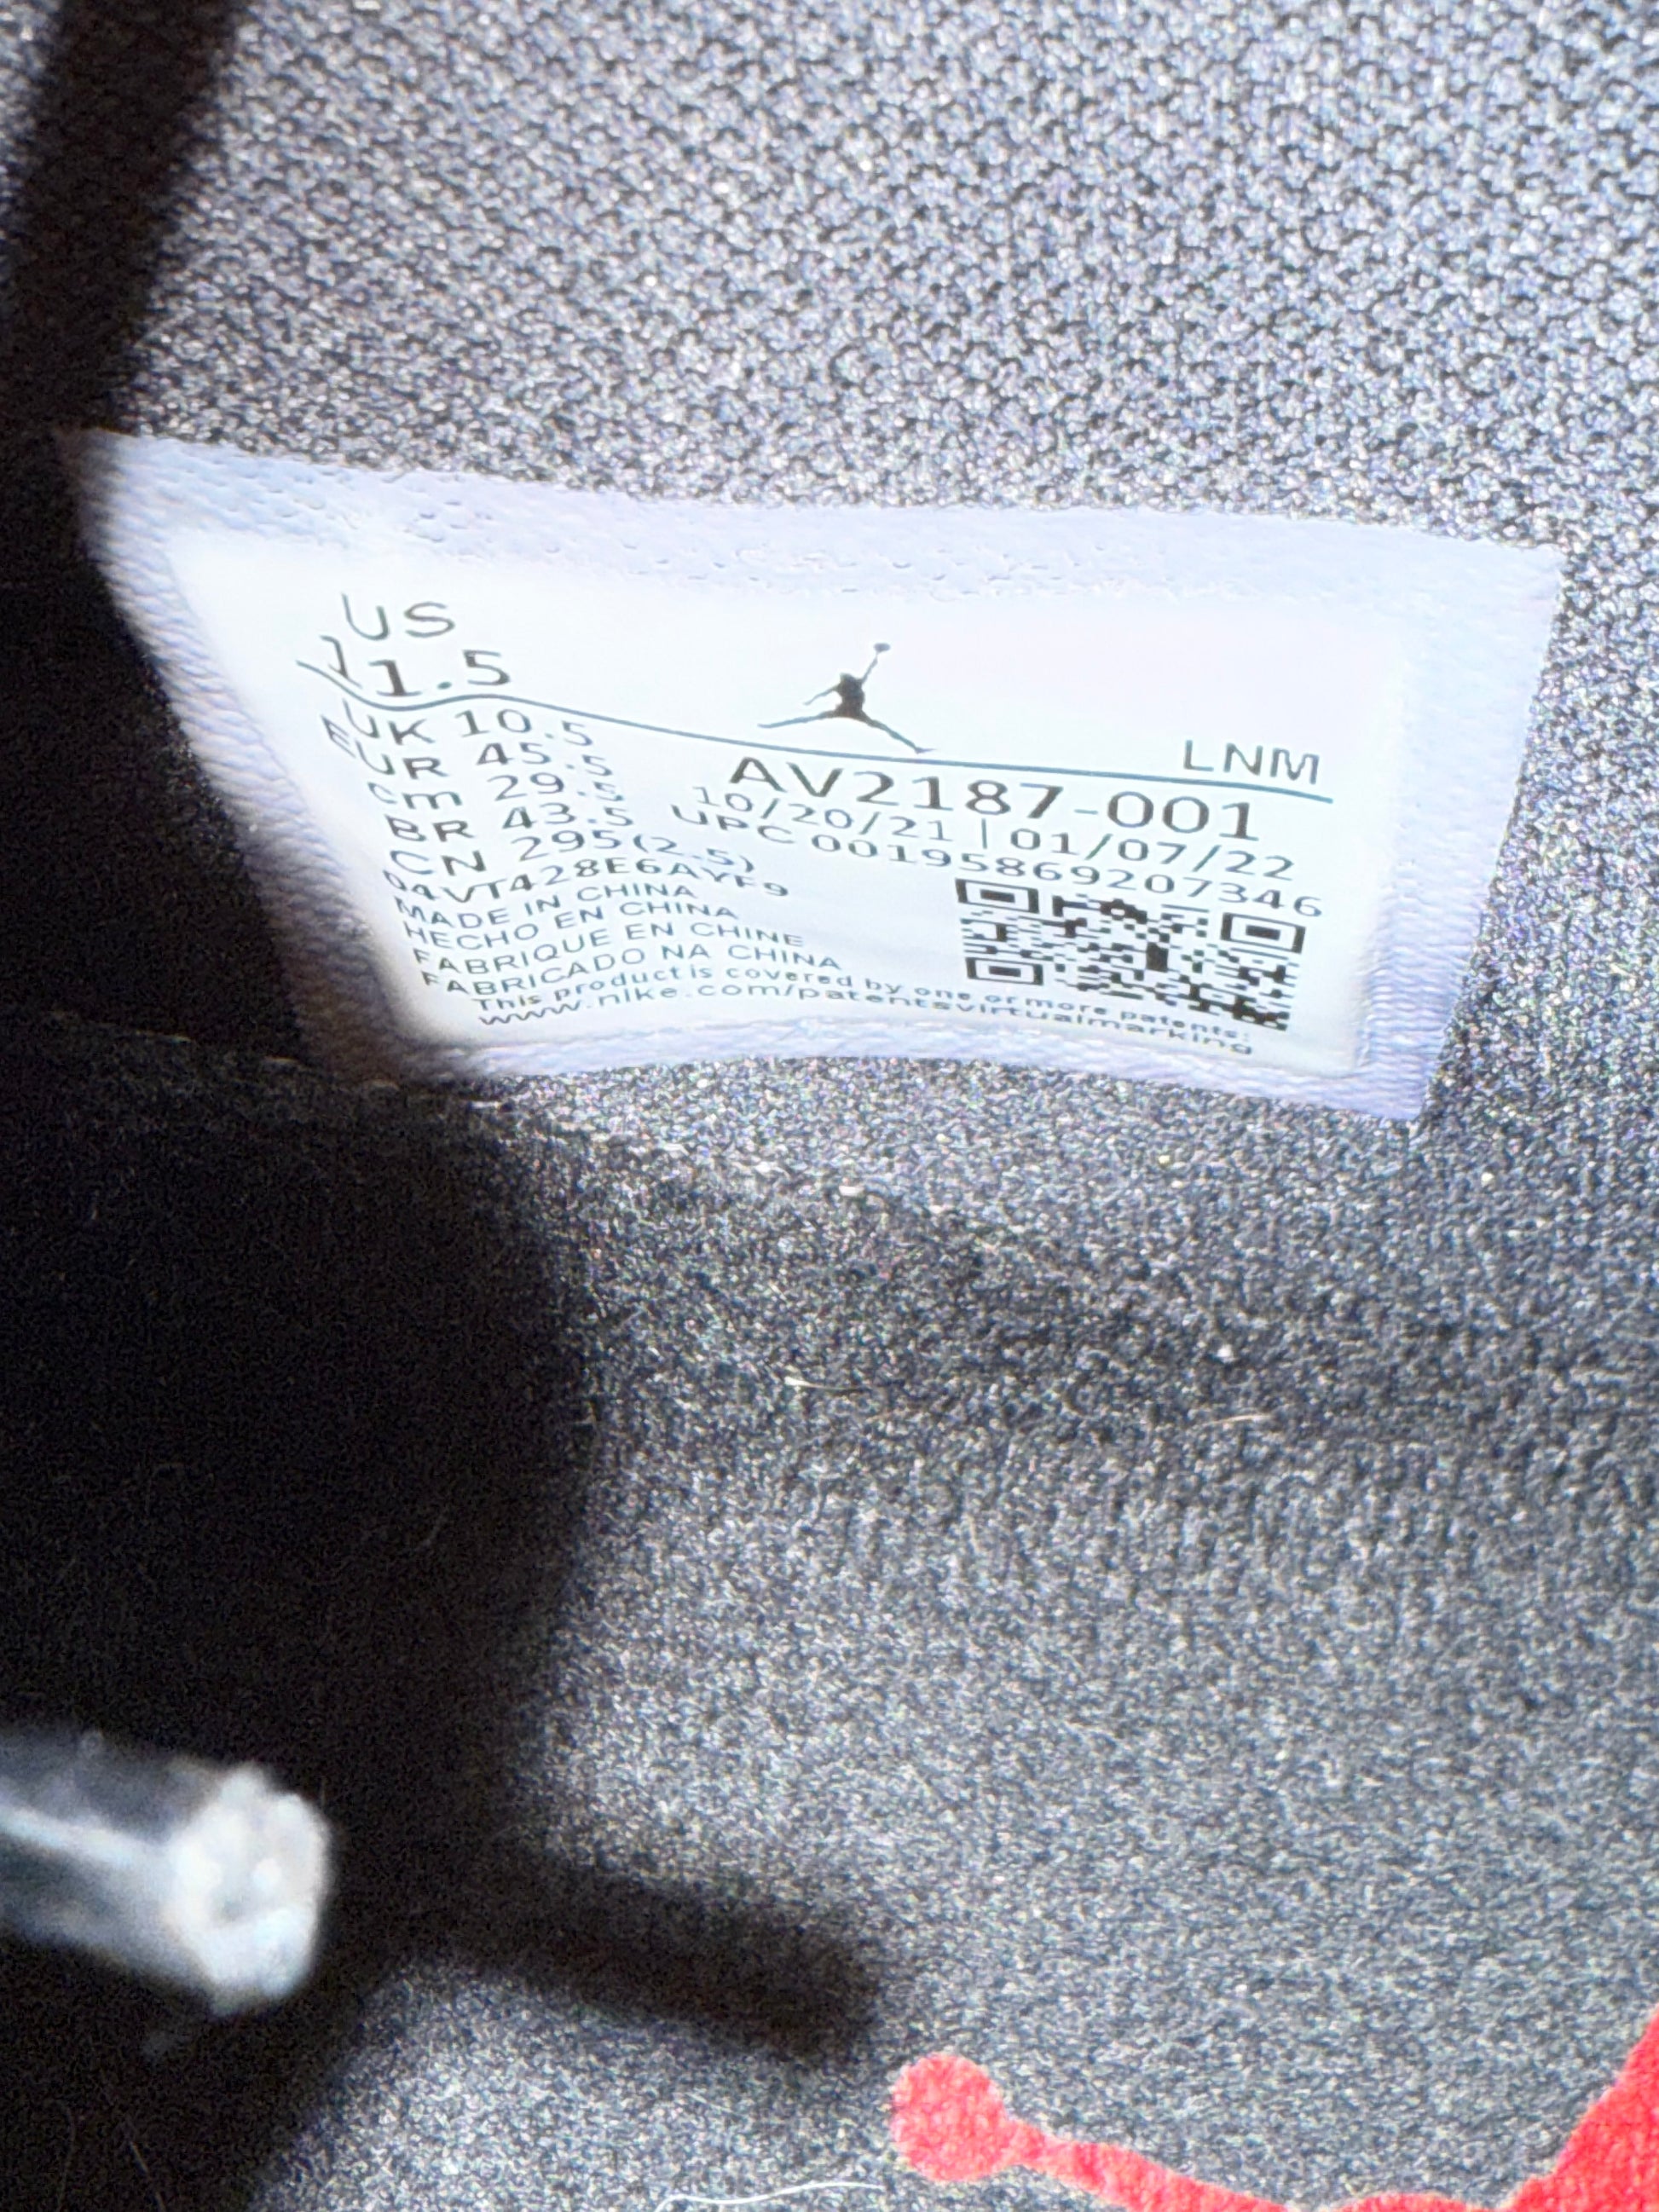 US
11.5
LNM
UK 10.5
EUR 45.5
cm 29.5
BR 43.5
CN 295(2.5)
AV2187-001
10/20/21 | 01/07/22
UPC 00195869207346
04VT428E6AYF9
MADE IN CHINA
HECHO EN CHINA
FABRIQUE EN CHINE
FABRICADO NA CHINA
This product is covered by one or more patents:
www.nike.com/patentsvirtualmarking